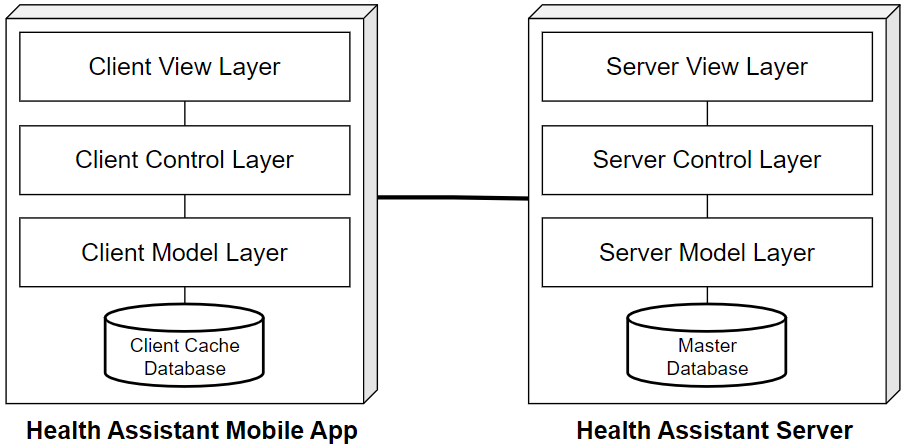 Client View Layer
Client Control Layer
Client Model Layer
Client Cache
Database
Health Assistant Mobile App
Server View Layer
Server Control Layer
Server Model Layer
Master
Database
Health Assistant Server